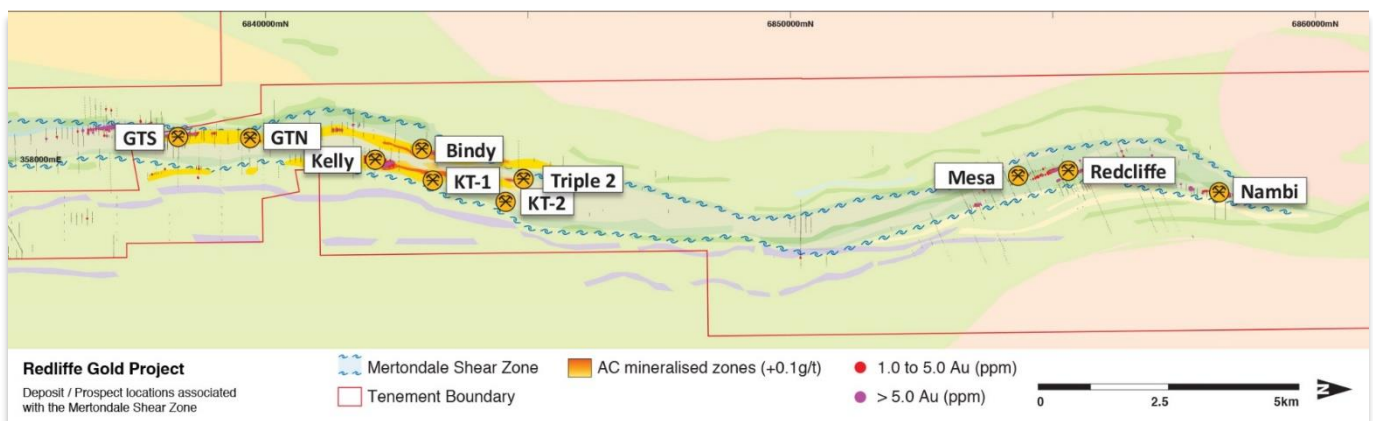 6840000mN
6850000mN
6860000mN
358000mE
GTS
GTN
Kelly
Bindy
KT-1
Triple 2
KT-2
Mesa
Redcliffe
Nambi
Redliffe Gold Project
Deposit / Prospect locations associated
with the Mertondale Shear Zone
Mertondale Shear Zone
Tenement Boundary
AC mineralised zones (+0.1g/t)
1.0 to 5.0 Au (ppm)
> 5.0 Au (ppm)
0
2.5
5km
N